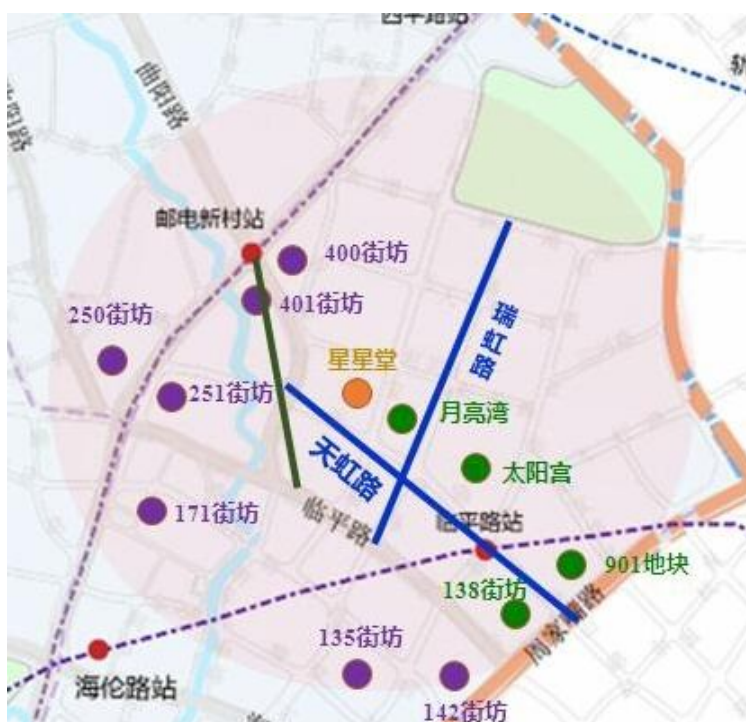 四平路站
曲阳路
邮电新村站
400街坊
401街坊
250街坊
瑞虹路
星星堂
251街坊
月亮湾
天虹路
太阳宫
171街坊
临平路
临平路站
901地块
138街坊
周家嘴路
135街坊
海伦路站
142街坊